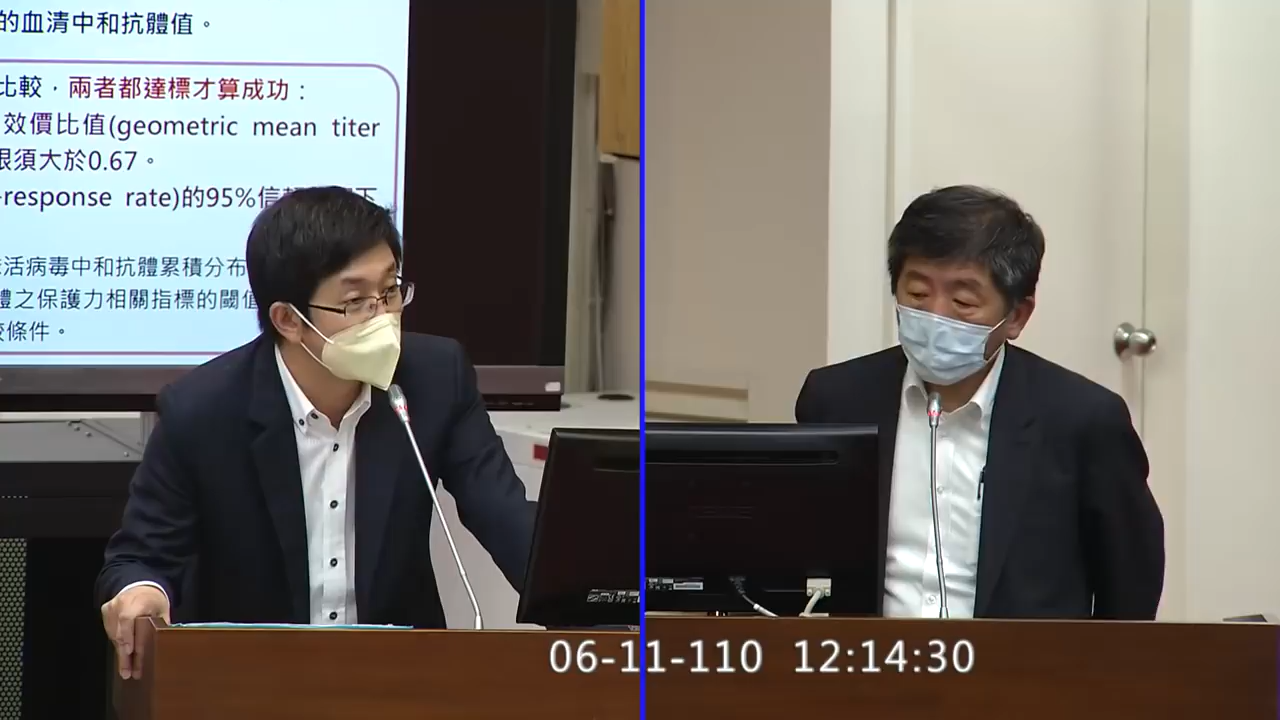 的血清中和抗體值。
比較，兩者都達標才算成功：
效價比值(geometric mean titer
限須大於0.67。
-response rate)的95%信
活病毒中和抗體累積分布
體之保護力相關指標的閾值
條件。
06-11-110 12:14:30